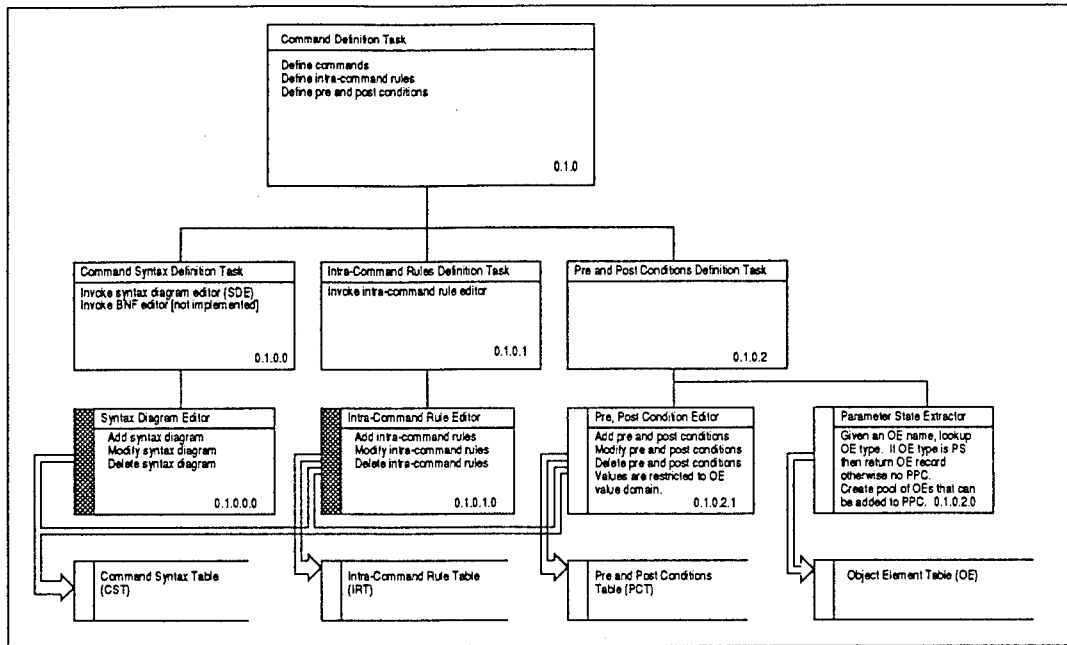 Command Definition Task
Define commands
Define intra-command rules
Define pre and post conditions
0.1.0
Command Syntax Definition Task
Invoke syntax diagram editor (SDE)
Invoke BNF editor [not implemented]
0.1.0.0
Intra-Command Rules Definition Task
Invoke intra-command rule editor
0.1.0.1
Pre and Post Conditions Definition Task
0.1.0.2
Syntax Diagram Editor
Add syntax diagram
Modify syntax diagram
Delete syntax diagram
0.1.0.0.0
Intra-Command Rule Editor
Add intra-command rules
Modify intra-command rules
Delete intra-command rules
0.1.0.1.0
Pre, Post Condition Editor
Add pre and post conditions
Modify pre and post conditions
Delete pre and post conditions
Values are restricted to OE
value domain.
0.1.0.2.1
Parameter State Extractor
Given an OE name, lookup
OE type. If OE type is PS
then return OE record
otherwise no PPC.
Create pool of OEs that can
be added to PPC. 0.1.0.2.0
Command Syntax Table
(CST)
Intra-Command Rule Table
(IRT)
Pre and Post Conditions
Table (PCT)
Object Element Table (OE)